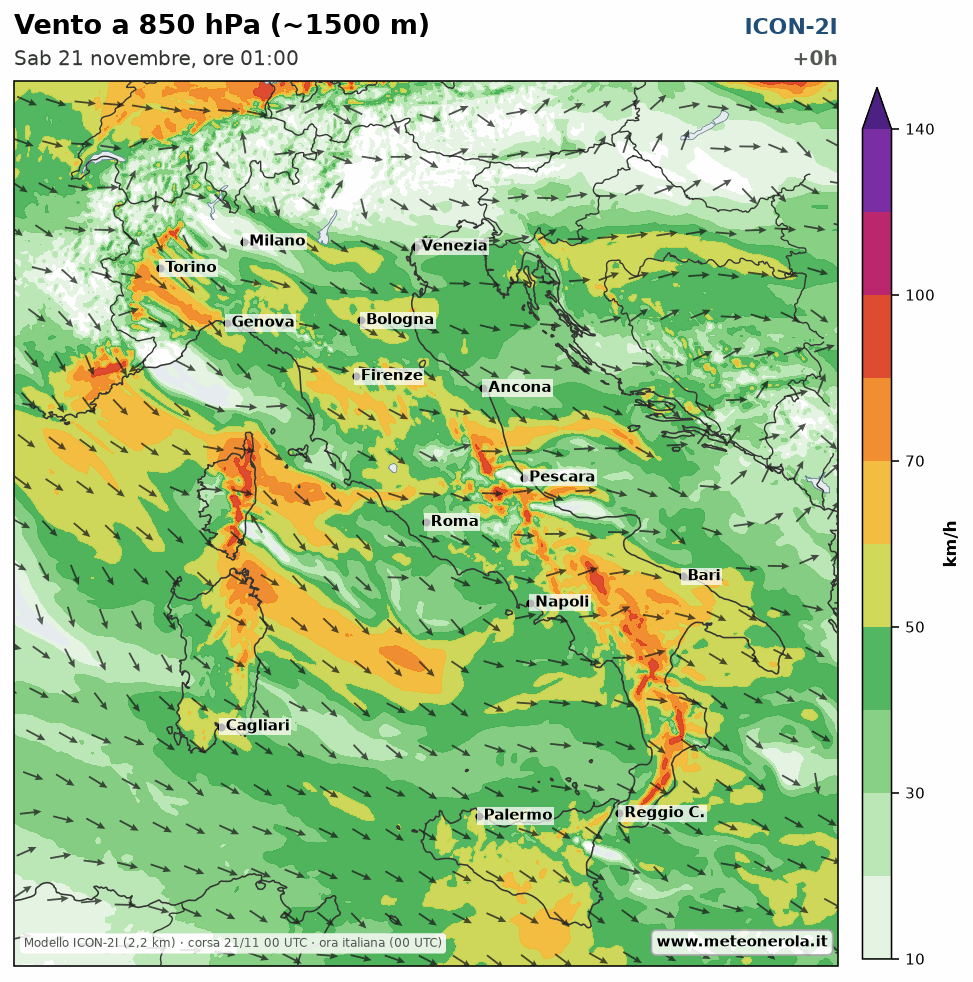 Vento a 850 hPa (~1500 m)
ICON-2I
Sab 21 novembre, ore 01:00
+0h
140
Milano
Venezia
Torino
100
Genova
Bologna
Firenze
Ancona
70
Pescara
Roma
km/h
Bari
Napoli
50
Cagliari
30
Palermo
Reggio C.
Modello ICON-2I (2,2 km) · corsa 21/11 00 UTC · ora italiana (00 UTC)
www.meteonerola.it
10